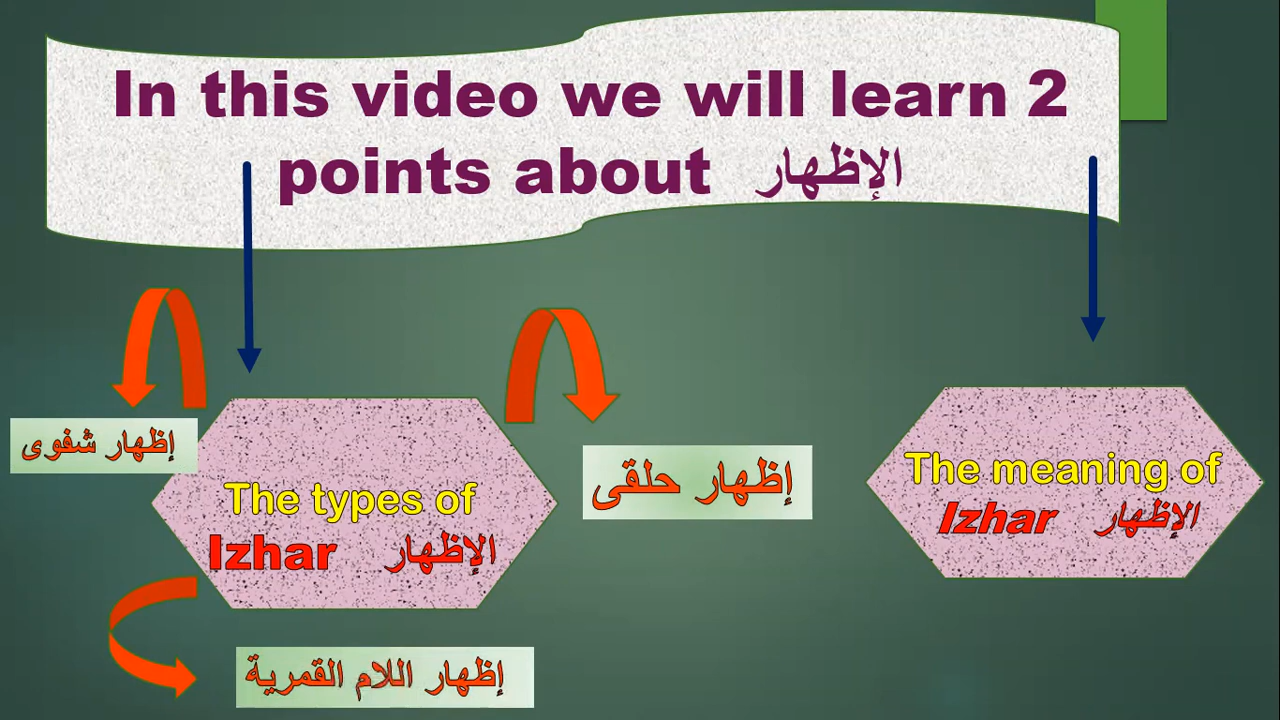 In this video we will learn 2
points about الإظهار
إظهار شفوى
The types of
Izhar الإظهار
إظهار حلقى
The meaning of
Izhar الإظهار
إظهار اللام القمرية